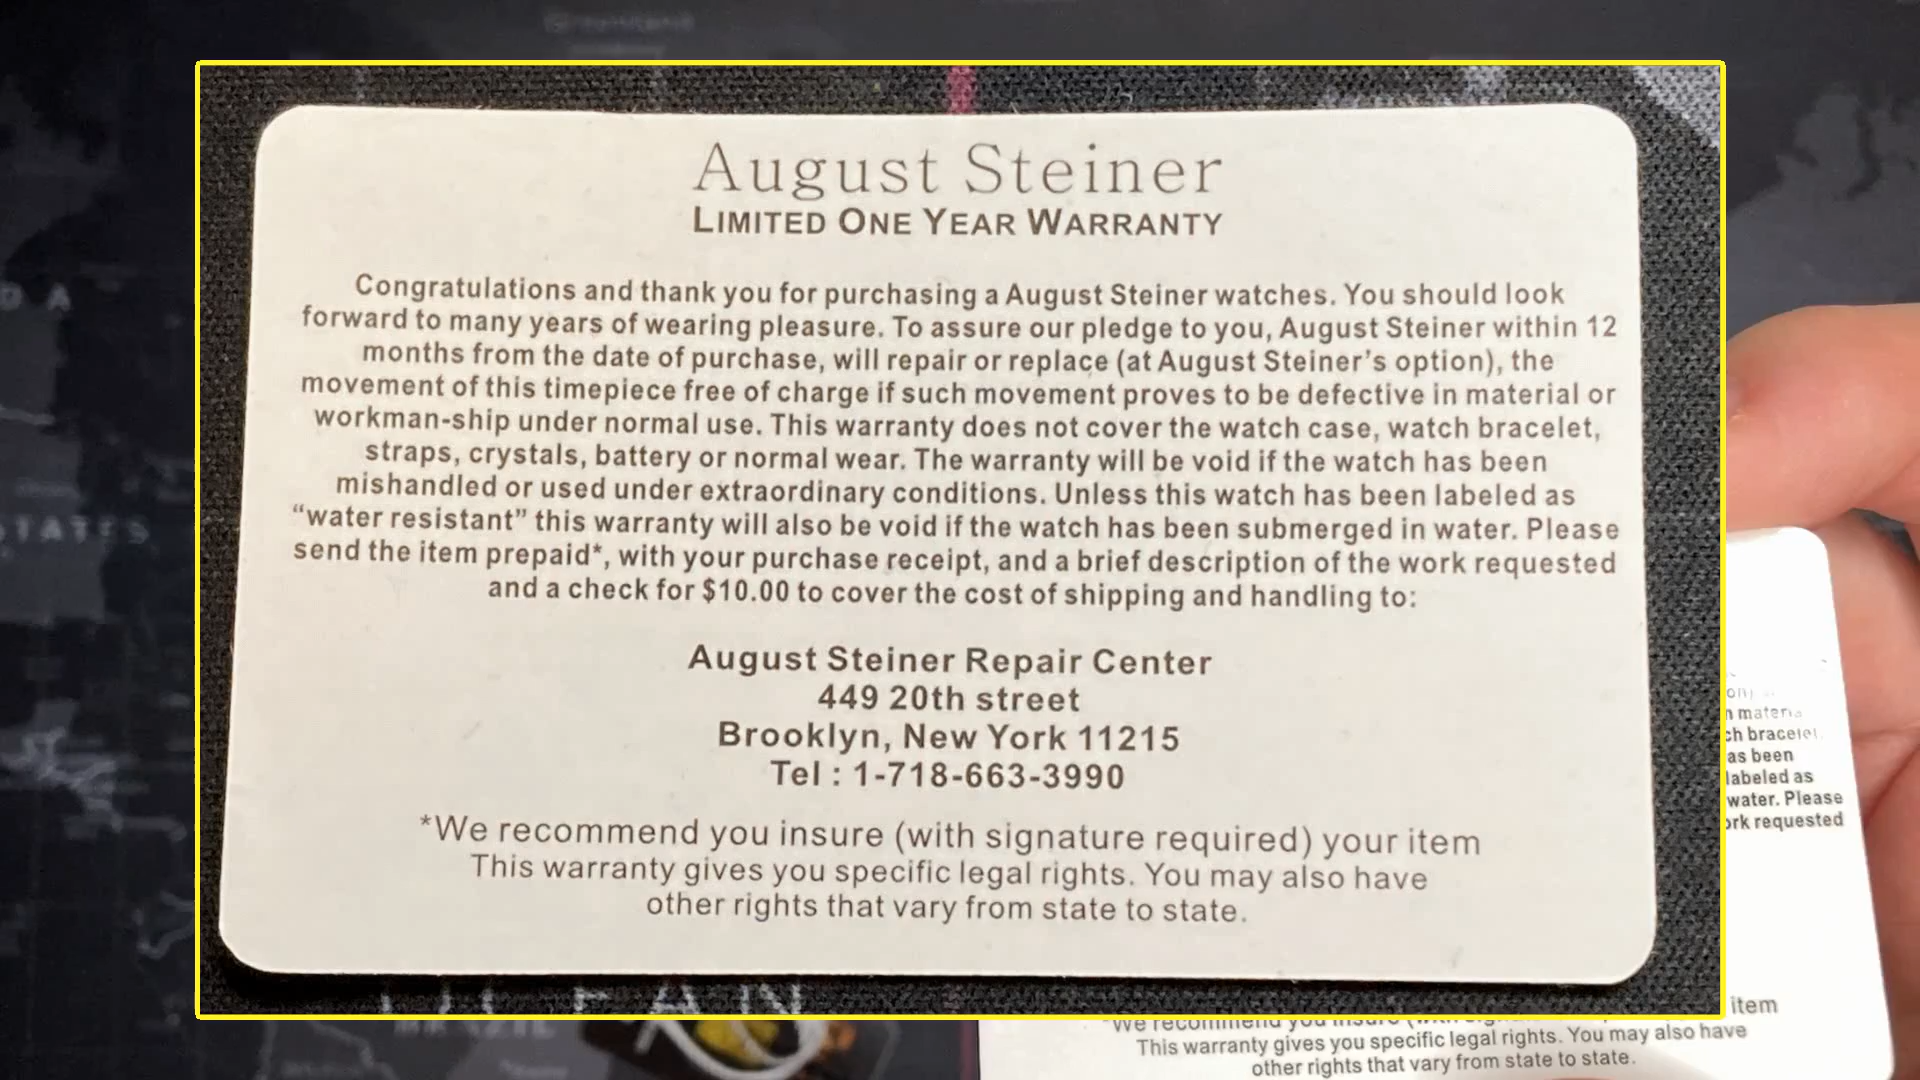 August Steiner
LIMITED ONE YEAR WARRANTY
Congratulations and thank you for purchasing a August Steiner watches. You should look
forward to many years of wearing pleasure. To assure our pledge to you, August Steiner within 12
months from the date of purchase, will repair or replace (at August Steiner's option), the
movement of this timepiece free of charge if such movement proves to be defective in material or
workman-ship under normal use. This warranty does not cover the watch case, watch bracelet,
straps, crystals, battery or normal wear. The warranty will be void if the watch has been
mishandled or used under extraordinary conditions. Unless this watch has been labeled as
“water resistant” this warranty will also be void if the watch has been submerged in water. Please
send the item prepaid*, with your purchase receipt, and a brief description of the work requested
and a check for $10.00 to cover the cost of shipping and handling to:
August Steiner Repair Center
449 20th street
Brooklyn, New York 11215
Tel : 1-718-663-3990
*We recommend you insure (with signature required) your item
This warranty gives you specific legal rights. You may also have
other rights that vary from state to state.
as been
labeled as
water. Please
requested
item
This warranty gives you specific legal rights. You may also have
other rights that vary from state to state.